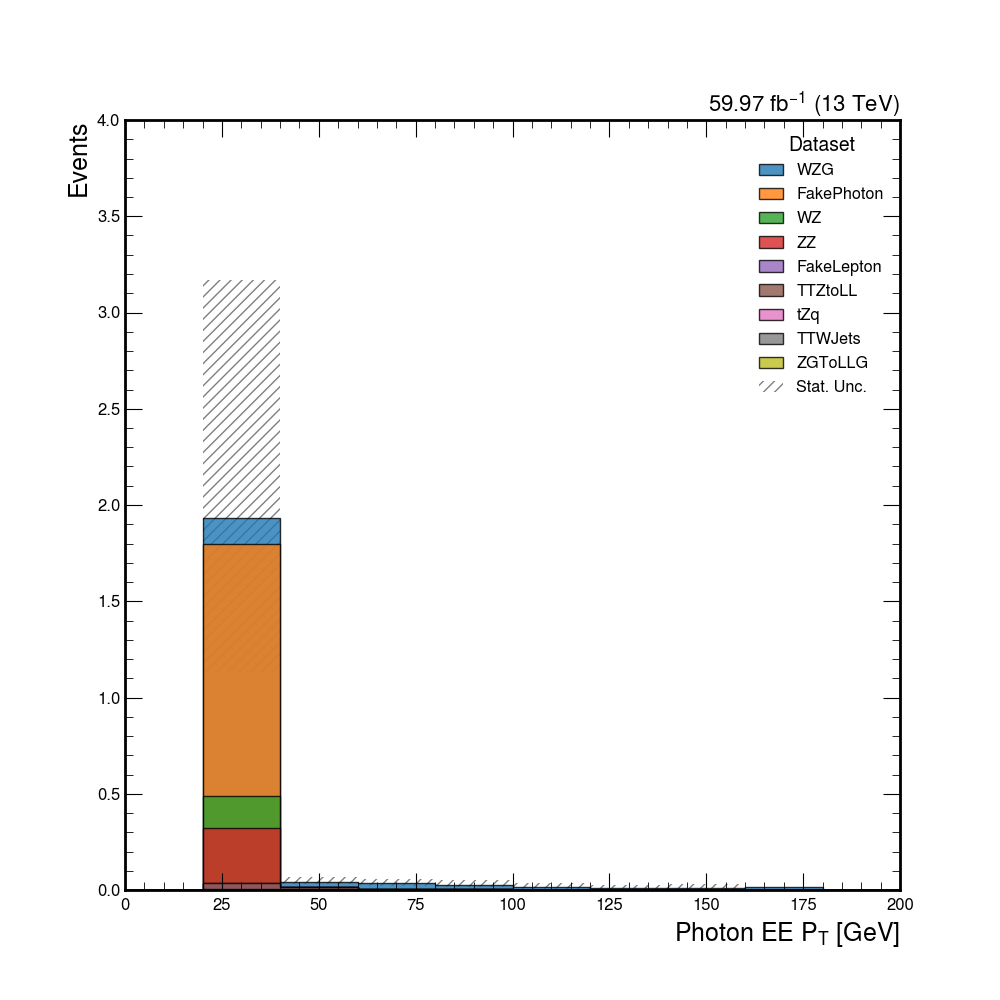 59.97 fb⁻¹ (13 TeV)
Events
4.0
3.5
3.0
2.5
2.0
1.5
1.0
0.5
0.0
Dataset
WZG
FakePhoton
WZ
ZZ
FakeLepton
TTZtoLL
tZq
TTWJets
ZGToLLG
Stat. Unc.
0 25 50 75 100 125 150 175 200
Photon EE P_T [GeV]